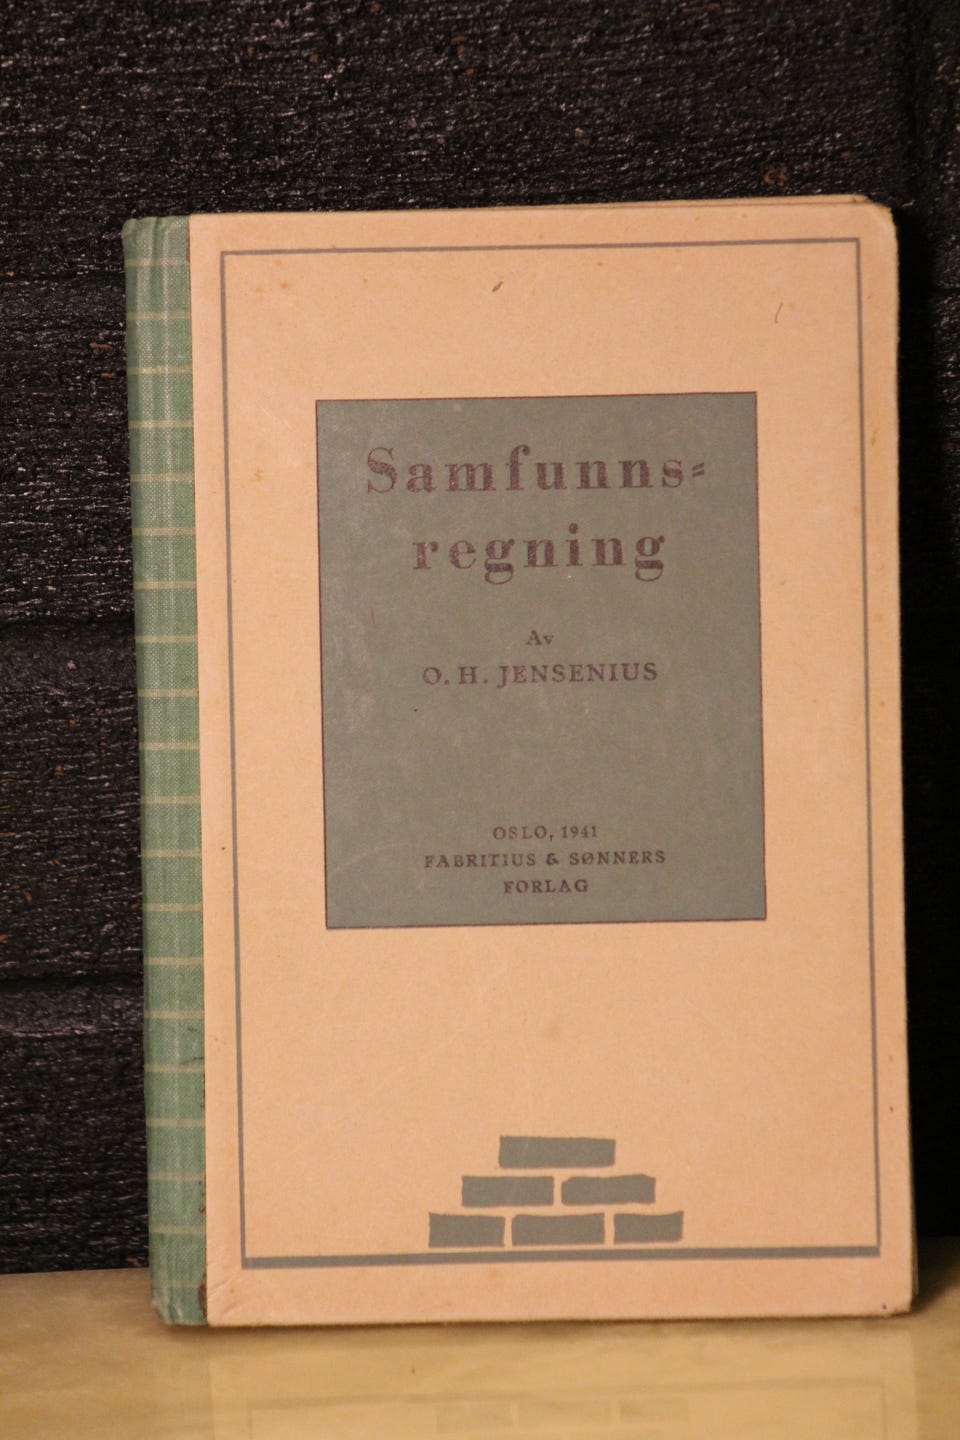 Samfunns-
regning
Av
O. H. JENSENIUS
OSLO, 1941
FABRITIUS & SØNNERS
FORLAG